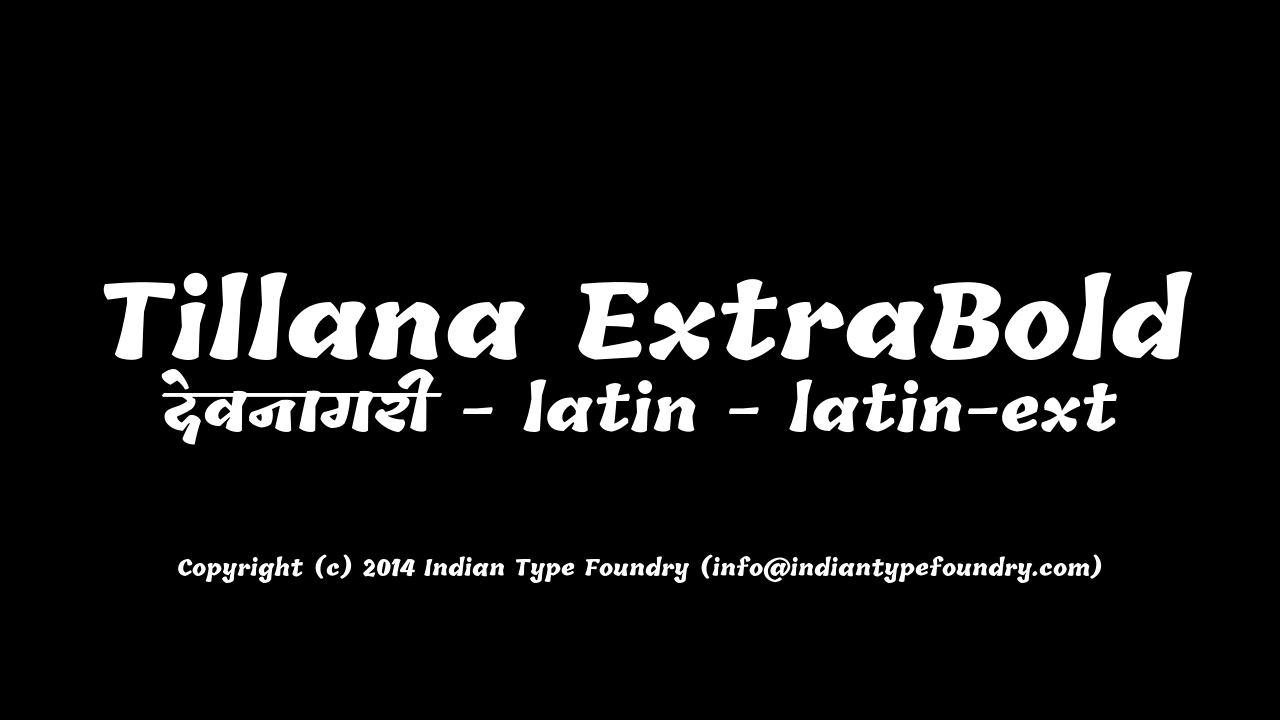 Tillana ExtraBold
देवनागरी - latin - latin-ext
Copyright (c) 2014 Indian Type Foundry (info@indiantypefoundry.com)